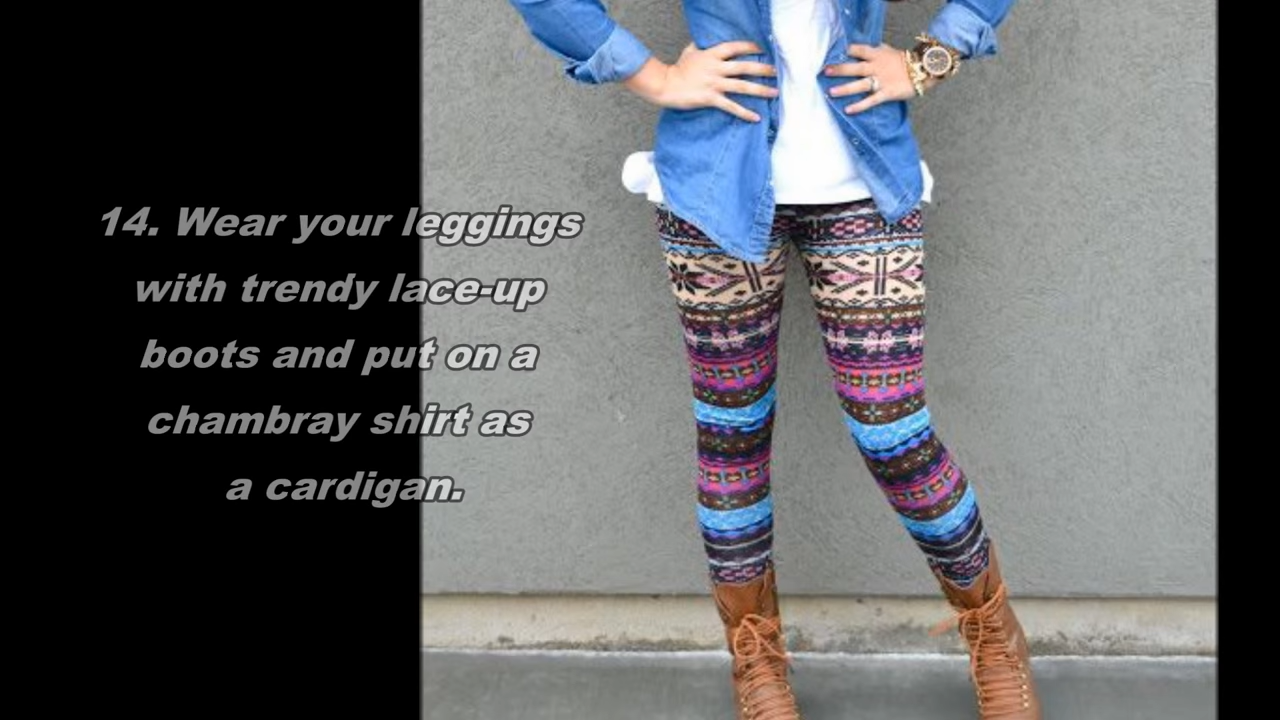 14. Wear your leggings
with trendy lace-up
boots and put on a
chambray shirt as
a cardigan.